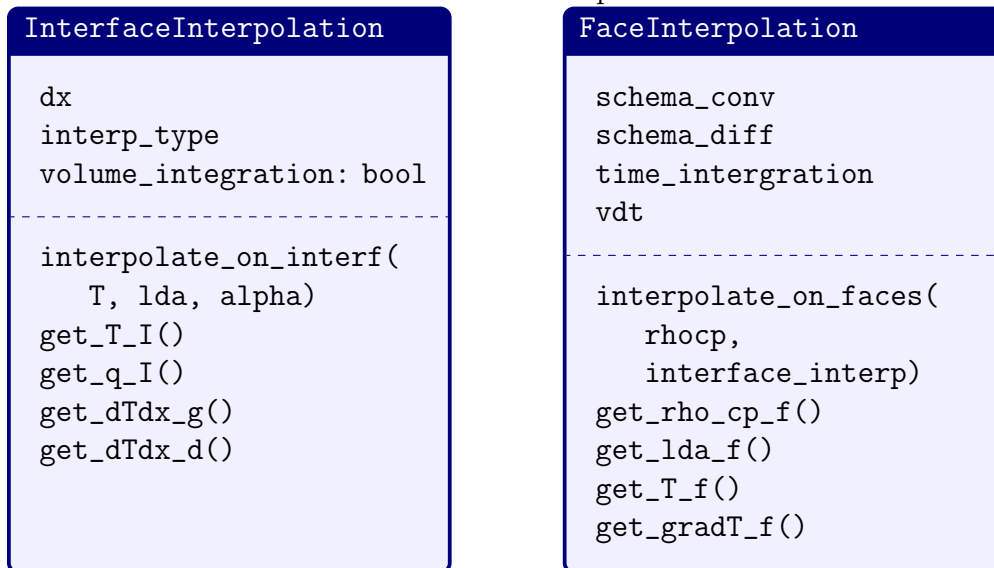 InterfaceInterpolation
dx
interp_type
volume_integration: bool
interpolate_on_interf(
T, lda, alpha)
get_T_I()
get_q_I()
get_dTdx_g()
get_dTdx_d()
FaceInterpolation
schema_conv
schema_diff
time_intergration
vdt
interpolate_on_faces(
rhocp,
interface_interp)
get_rho_cp_f()
get_lda_f()
get_T_f()
get_gradT_f()